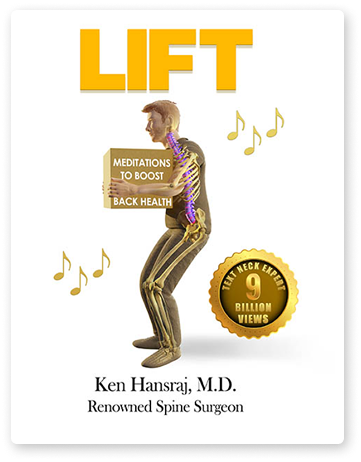 LIFT
MEDITATIONS
TO BOOST
BACK HEALTH
TEXT NECK EXPERT
9
BILLION
VIEWS
Ken Hansraj, M.D.
Renowned Spine Surgeon